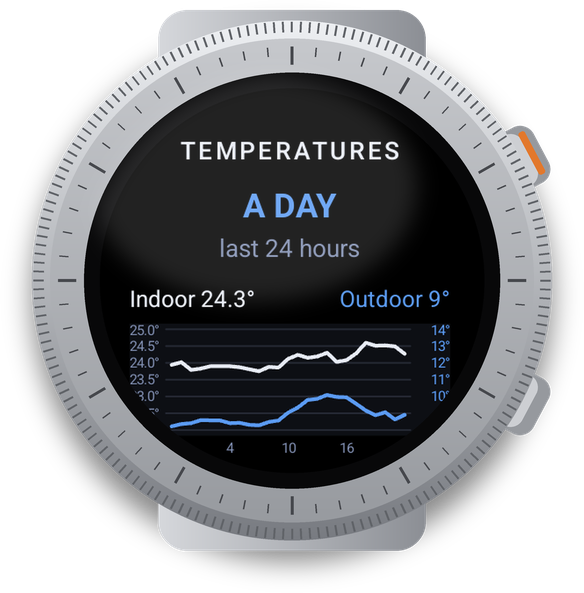 TEMPERATURES
A DAY
last 24 hours
Indoor 24.3° Outdoor 9°
25.0° 14°
24.5° 13°
24.0° 12°
23.5° 11°
4 10 16